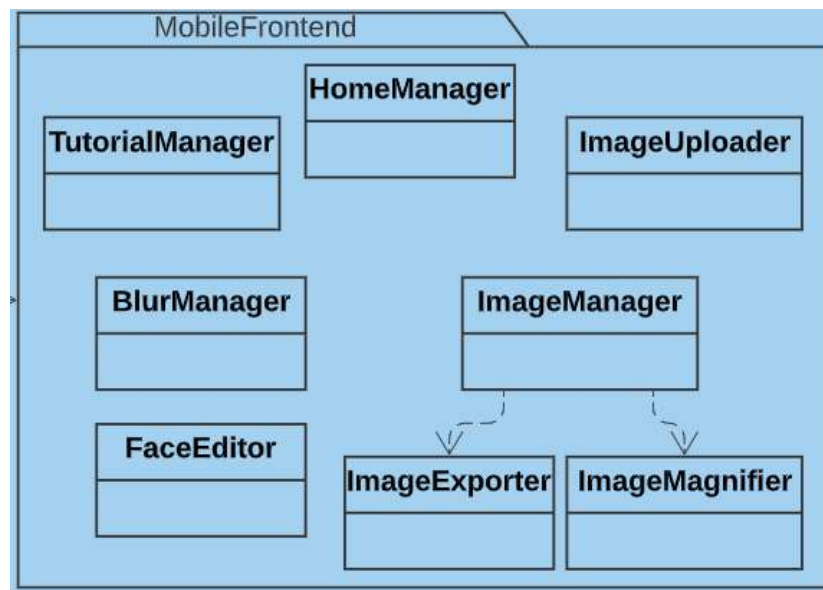 MobileFrontend
HomeManager
TutorialManager
ImageUploader
BlurManager
ImageManager
FaceEditor
ImageExporter
ImageMagnifier